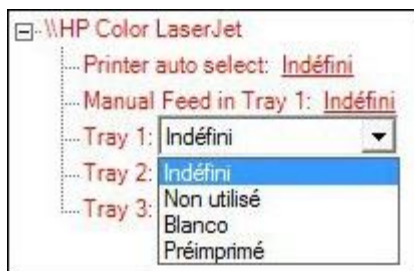 \\HP Color LaserJet
Printer auto select: Indéfini
Manual Feed in Tray 1: Indéfini
Tray 1: Indéfini
Tray 2: Indéfini
Non utilisé
Tray 3: Blanco
Préimprimé